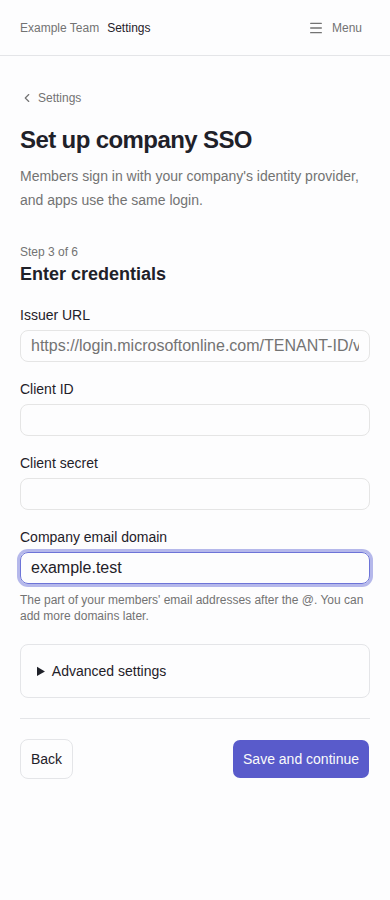 Example Team Settings
Menu
Settings
Set up company SSO
Members sign in with your company's identity provider,
and apps use the same login.
Step 3 of 6
Enter credentials
Issuer URL
https://login.microsoftonline.com/TENANT-ID/v
Client ID
Client secret
Company email domain
example.test
The part of your members' email addresses after the @. You can
add more domains later.
Advanced settings
Back
Save and continue